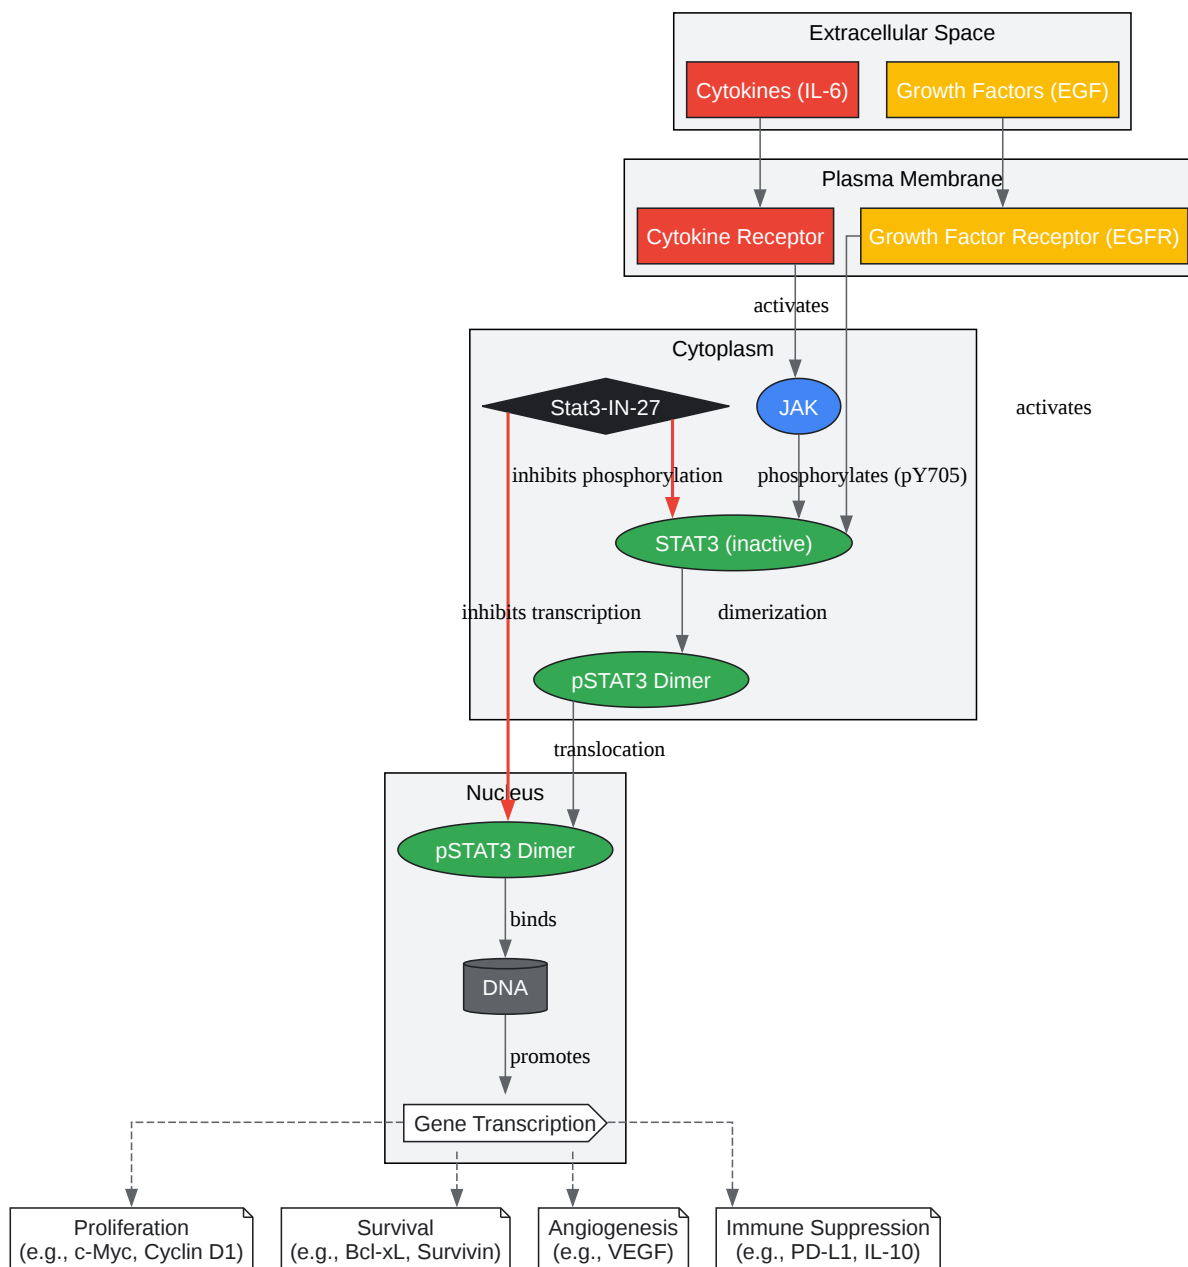 Extracellular Space
Cytokines (IL-6)
Growth Factors (EGF)
Plasma Membrane
Cytokine Receptor
Growth Factor Receptor (EGFR)
activates
Cytoplasm
Stat3-IN-27
JAK
activates
inhibits phosphorylation
phosphorylates (pY705)
STAT3 (inactive)
inhibits transcription
dimerization
pSTAT3 Dimer
translocation
Nucleus
pSTAT3 Dimer
binds
DNA
promotes
Gene Transcription
Proliferation
(e.g., c-Myc, Cyclin D1)
Survival
(e.g., Bcl-xL, Survivin)
Angiogenesis
(e.g., VEGF)
Immune Suppression
(e.g., PD-L1, IL-10)